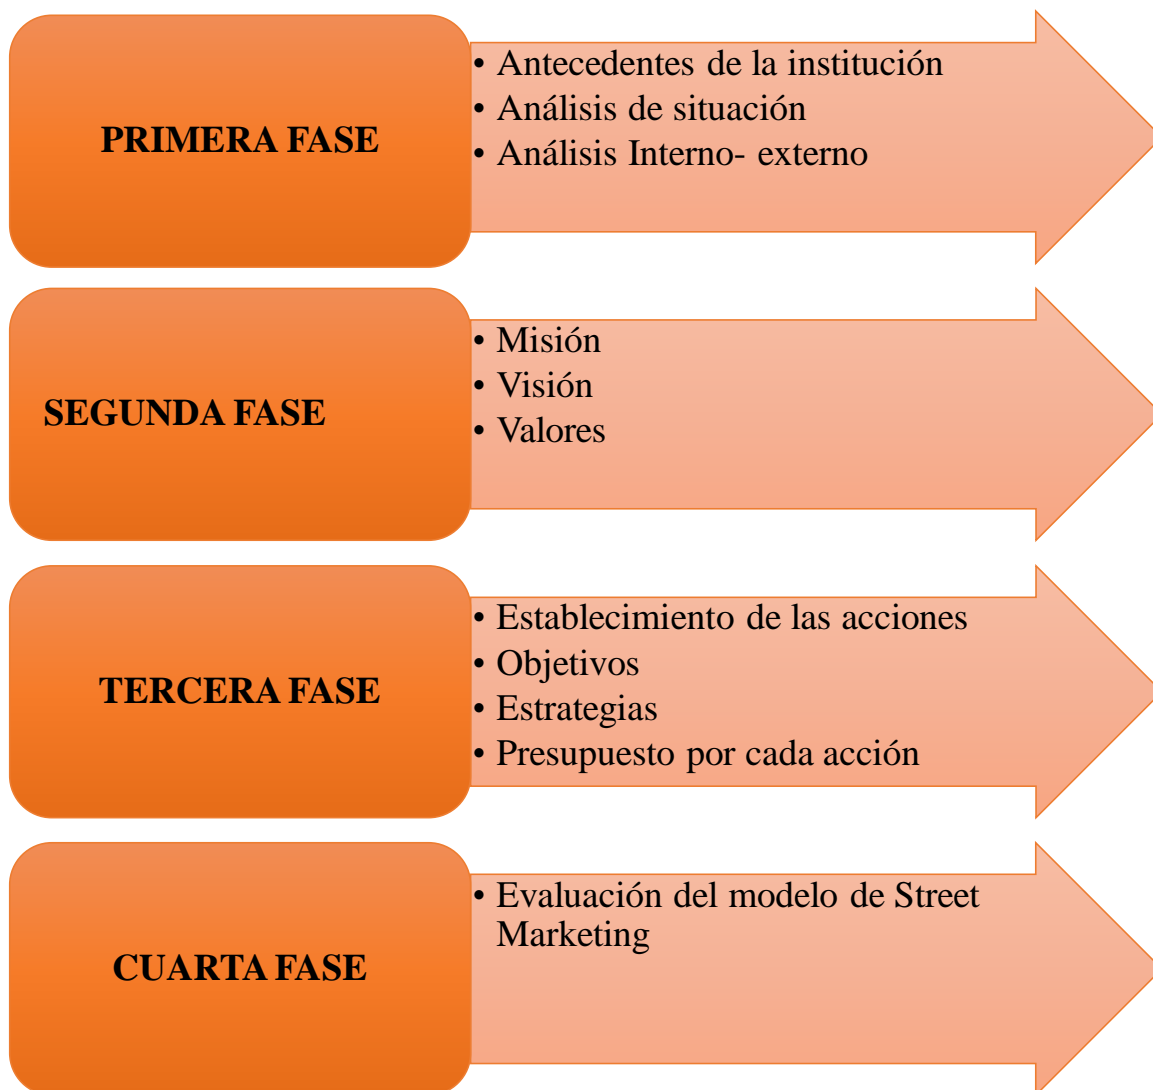 PRIMERA FASE
• Antecedentes de la institución
• Análisis de situación
• Análisis Interno- externo
SEGUNDA FASE
• Misión
• Visión
• Valores
TERCERA FASE
• Establecimiento de las acciones
• Objetivos
• Estrategias
• Presupuesto por cada acción
CUARTA FASE
• Evaluación del modelo de Street
Marketing